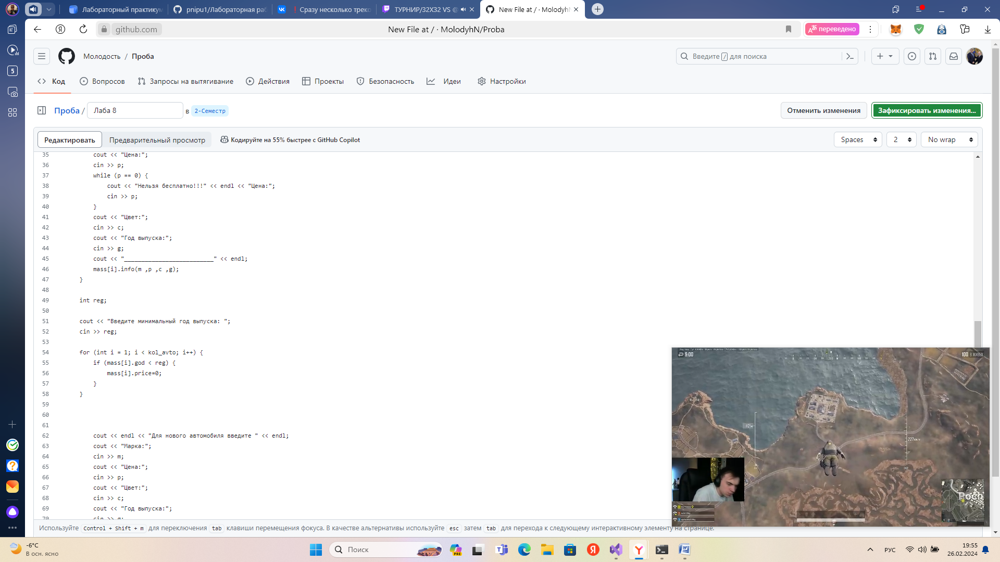 Лабораторный практикум
pnipu1/Лабораторная раб
Сразу несколько треко
ТУРНИР/32X32 VS @
New File at / · MolodyhN
github.com
New File at / · MolodyhN/Proba
переведено
5
Молодость / Проба
Введите / для поиска
Код
Вопросов
Запросы на вытягивание
Действия
Проекты
Безопасность
Идеи
Настройки
Проба / Лаба 8 в 2-Семестр
Отменить изменения
Зафиксировать изменения...
Редактировать
Предварительный просмотр
Кодируйте на 55% быстрее с GitHub Copilot
Spaces
2
No wrap
35 cout << "Цена:";
36 cin >> p;
37 while (p == 0) {
38 cout << "Нельзя бесплатно!!!" << endl << "Цена:";
39 cin >> p;
40 }
41 cout << "Цвет:";
42 cin >> c;
43 cout << "Год выпуска:";
44 cin >> g;
45 cout << "__________________________" << endl;
46 mass[i].info(m ,p ,c ,g);
47 }
48
49 int reg;
50
51 cout << "Введите минимальный год выпуска: ";
52 cin >> reg;
53
54 for (int i = 1; i < kol_avto; i++) {
55 if (mass[i].god < reg) {
56 mass[i].price=0;
57 }
58 }
59
60
61
62 cout << endl << "Для нового автомобиля введите " << endl;
63 cout << "Марка:";
64 cin >> m;
65 cout << "Цена:";
66 cin >> p;
67 cout << "Цвет:";
68 cin >> c;
69 cout << "Год выпуска:";
70 cin >> g;
9:00
100 В ЖИВЫХ
1121м
227км/ч
Poch
Используйте Control + Shift + m для переключения tab клавиши перемещения фокуса. В качестве альтернативы используйте esc затем tab для перехода к следующему интерактивному элементу на странице.
-6°C
В осн. ясно
Поиск
PRE
РУС
19:55
26.02.2024